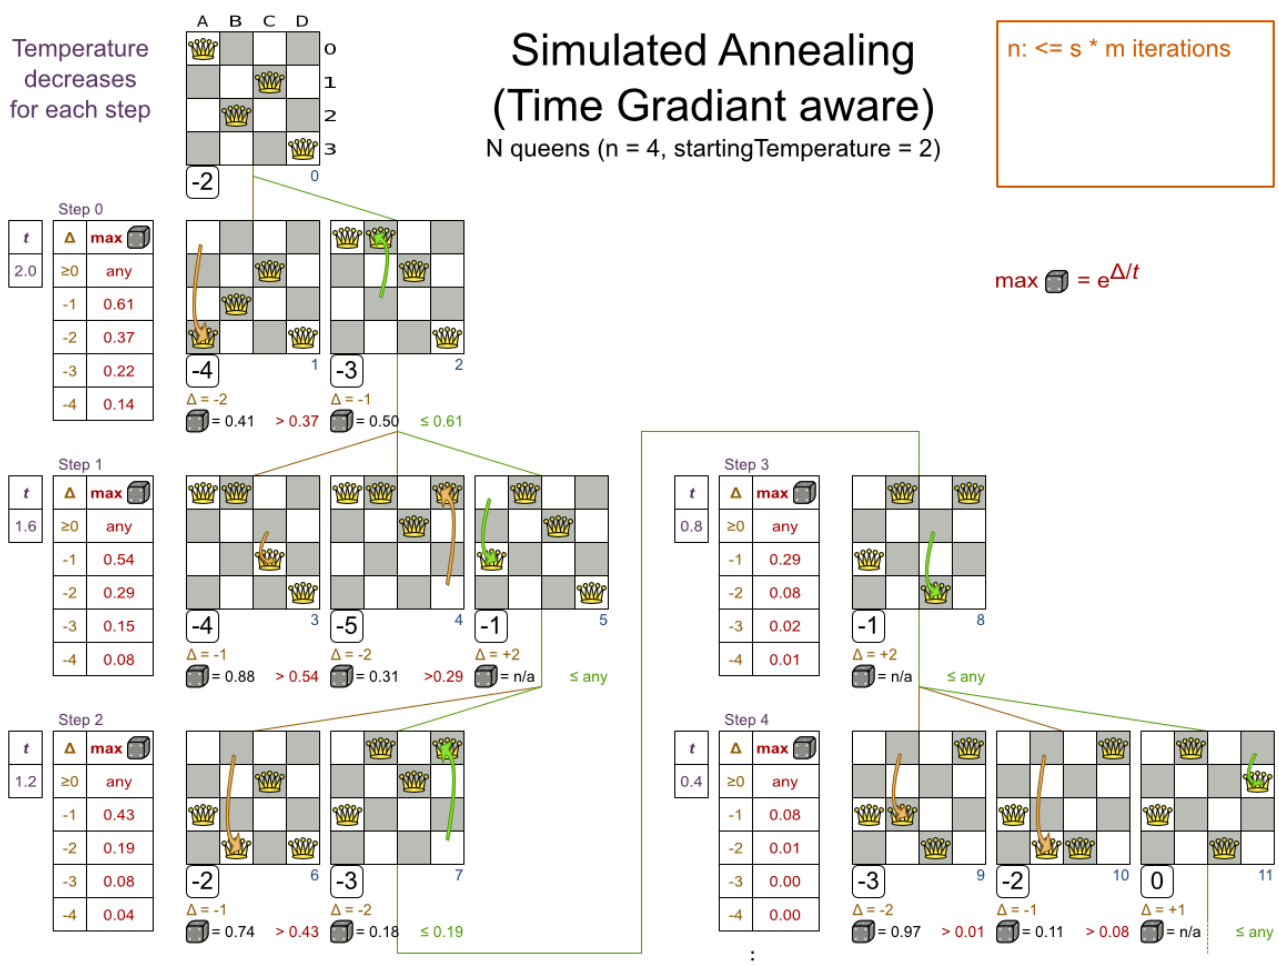 Temperature
decreases
for each step
A B C D
0
1
2
3
-2
0
Simulated Annealing
(Time Gradiant aware)
N queens (n = 4, startingTemperature = 2)
n: <= s * m iterations
max = e^Δ/t
Step 0
t
2.0
Δ max
≥0 any
-1 0.61
-2 0.37
-3 0.22
-4 0.14
-4 1
Δ = -2
= 0.41 > 0.37
-3 2
Δ = -1
= 0.50 ≤ 0.61
Step 1
t
1.6
Δ max
≥0 any
-1 0.54
-2 0.29
-3 0.15
-4 0.08
-4 3
Δ = -1
= 0.88 > 0.54
-5 4
Δ = -2
= 0.31 >0.29
-1 5
Δ = +2
= n/a ≤ any
Step 2
t
1.2
Δ max
≥0 any
-1 0.43
-2 0.19
-3 0.08
-4 0.04
-2 6
Δ = -1
= 0.74 > 0.43
-3 7
Δ = -2
= 0.18 ≤ 0.19
Step 3
t
0.8
Δ max
≥0 any
-1 0.29
-2 0.08
-3 0.02
-4 0.01
-1 8
Δ = +2
= n/a ≤ any
Step 4
t
0.4
Δ max
≥0 any
-1 0.08
-2 0.01
-3 0.00
-4 0.00
-3 9
Δ = -2
= 0.97 > 0.01
-2 10
Δ = -1
= 0.11 > 0.08
0 11
Δ = +1
= n/a ≤ any
: